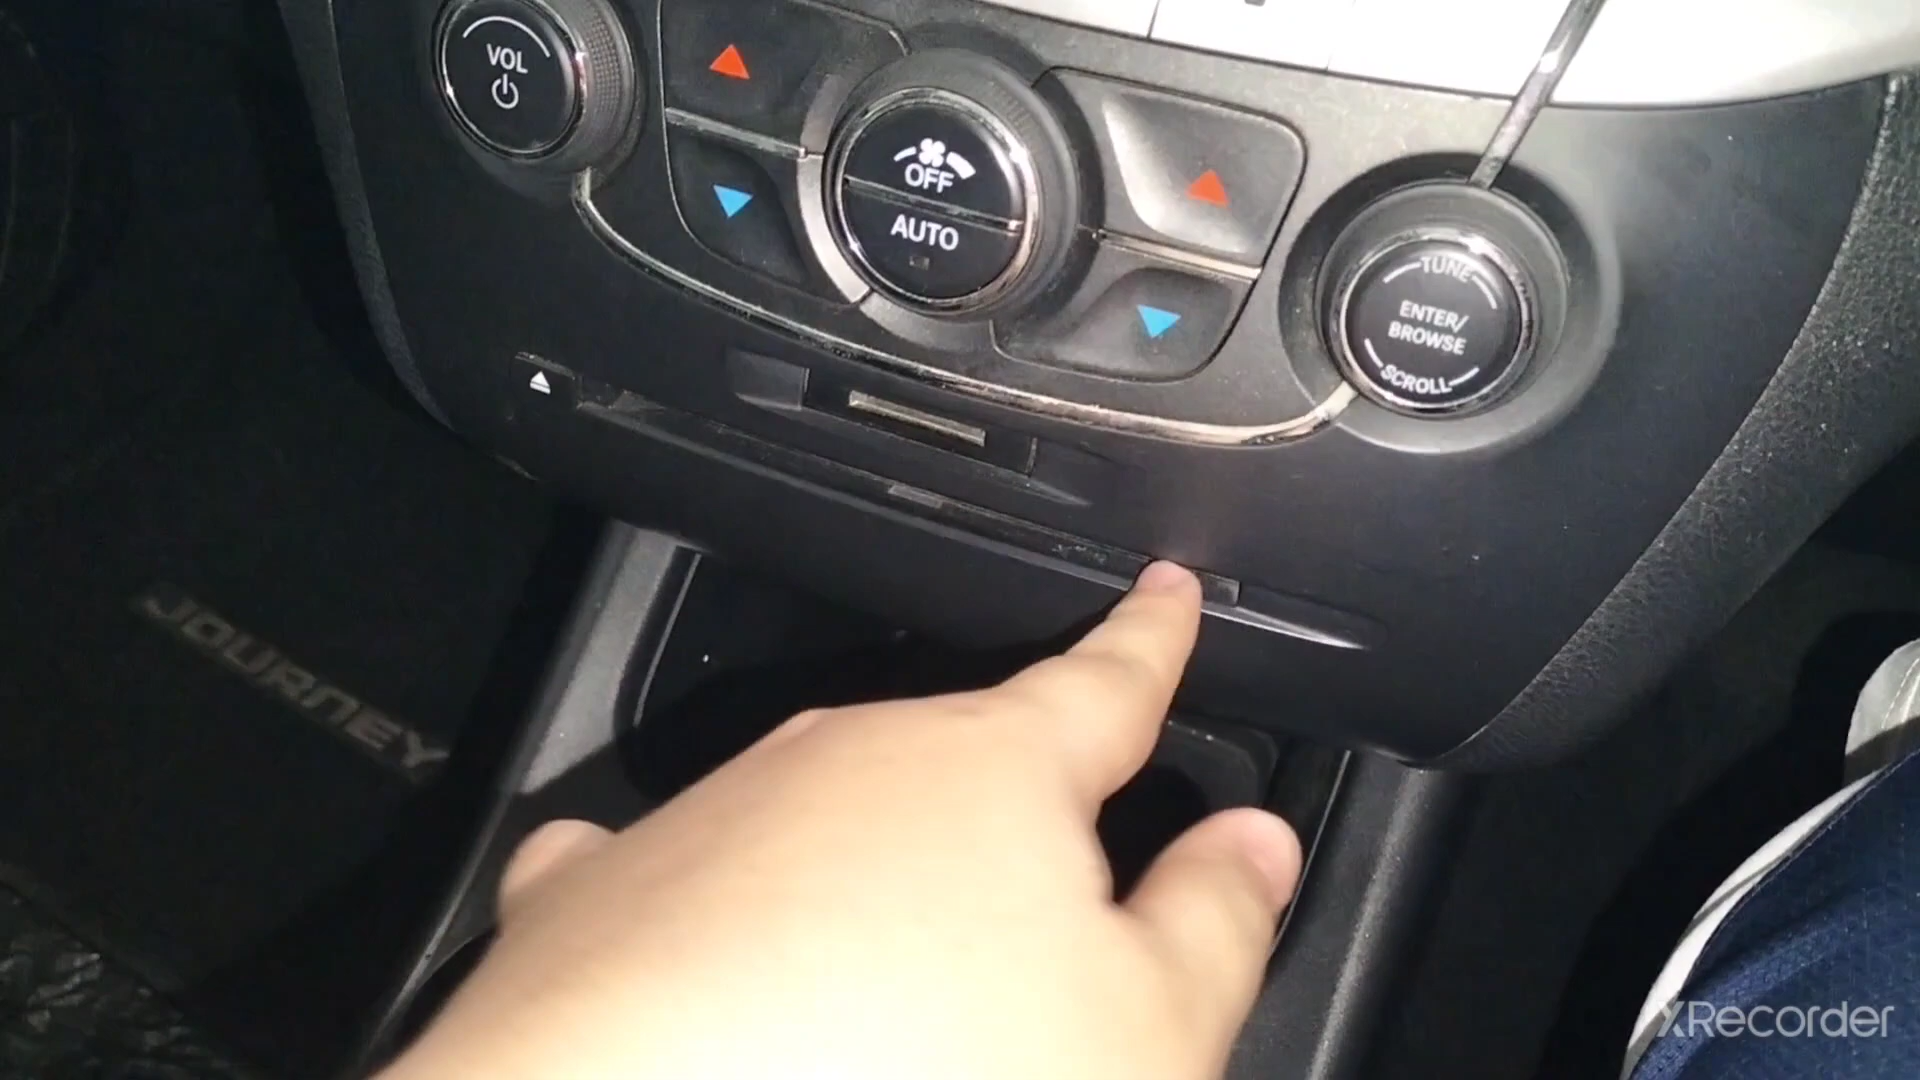 VOL
OFF
AUTO
TUNE
ENTER/
BROWSE
SCROLL
JOURNEY
XRecorder